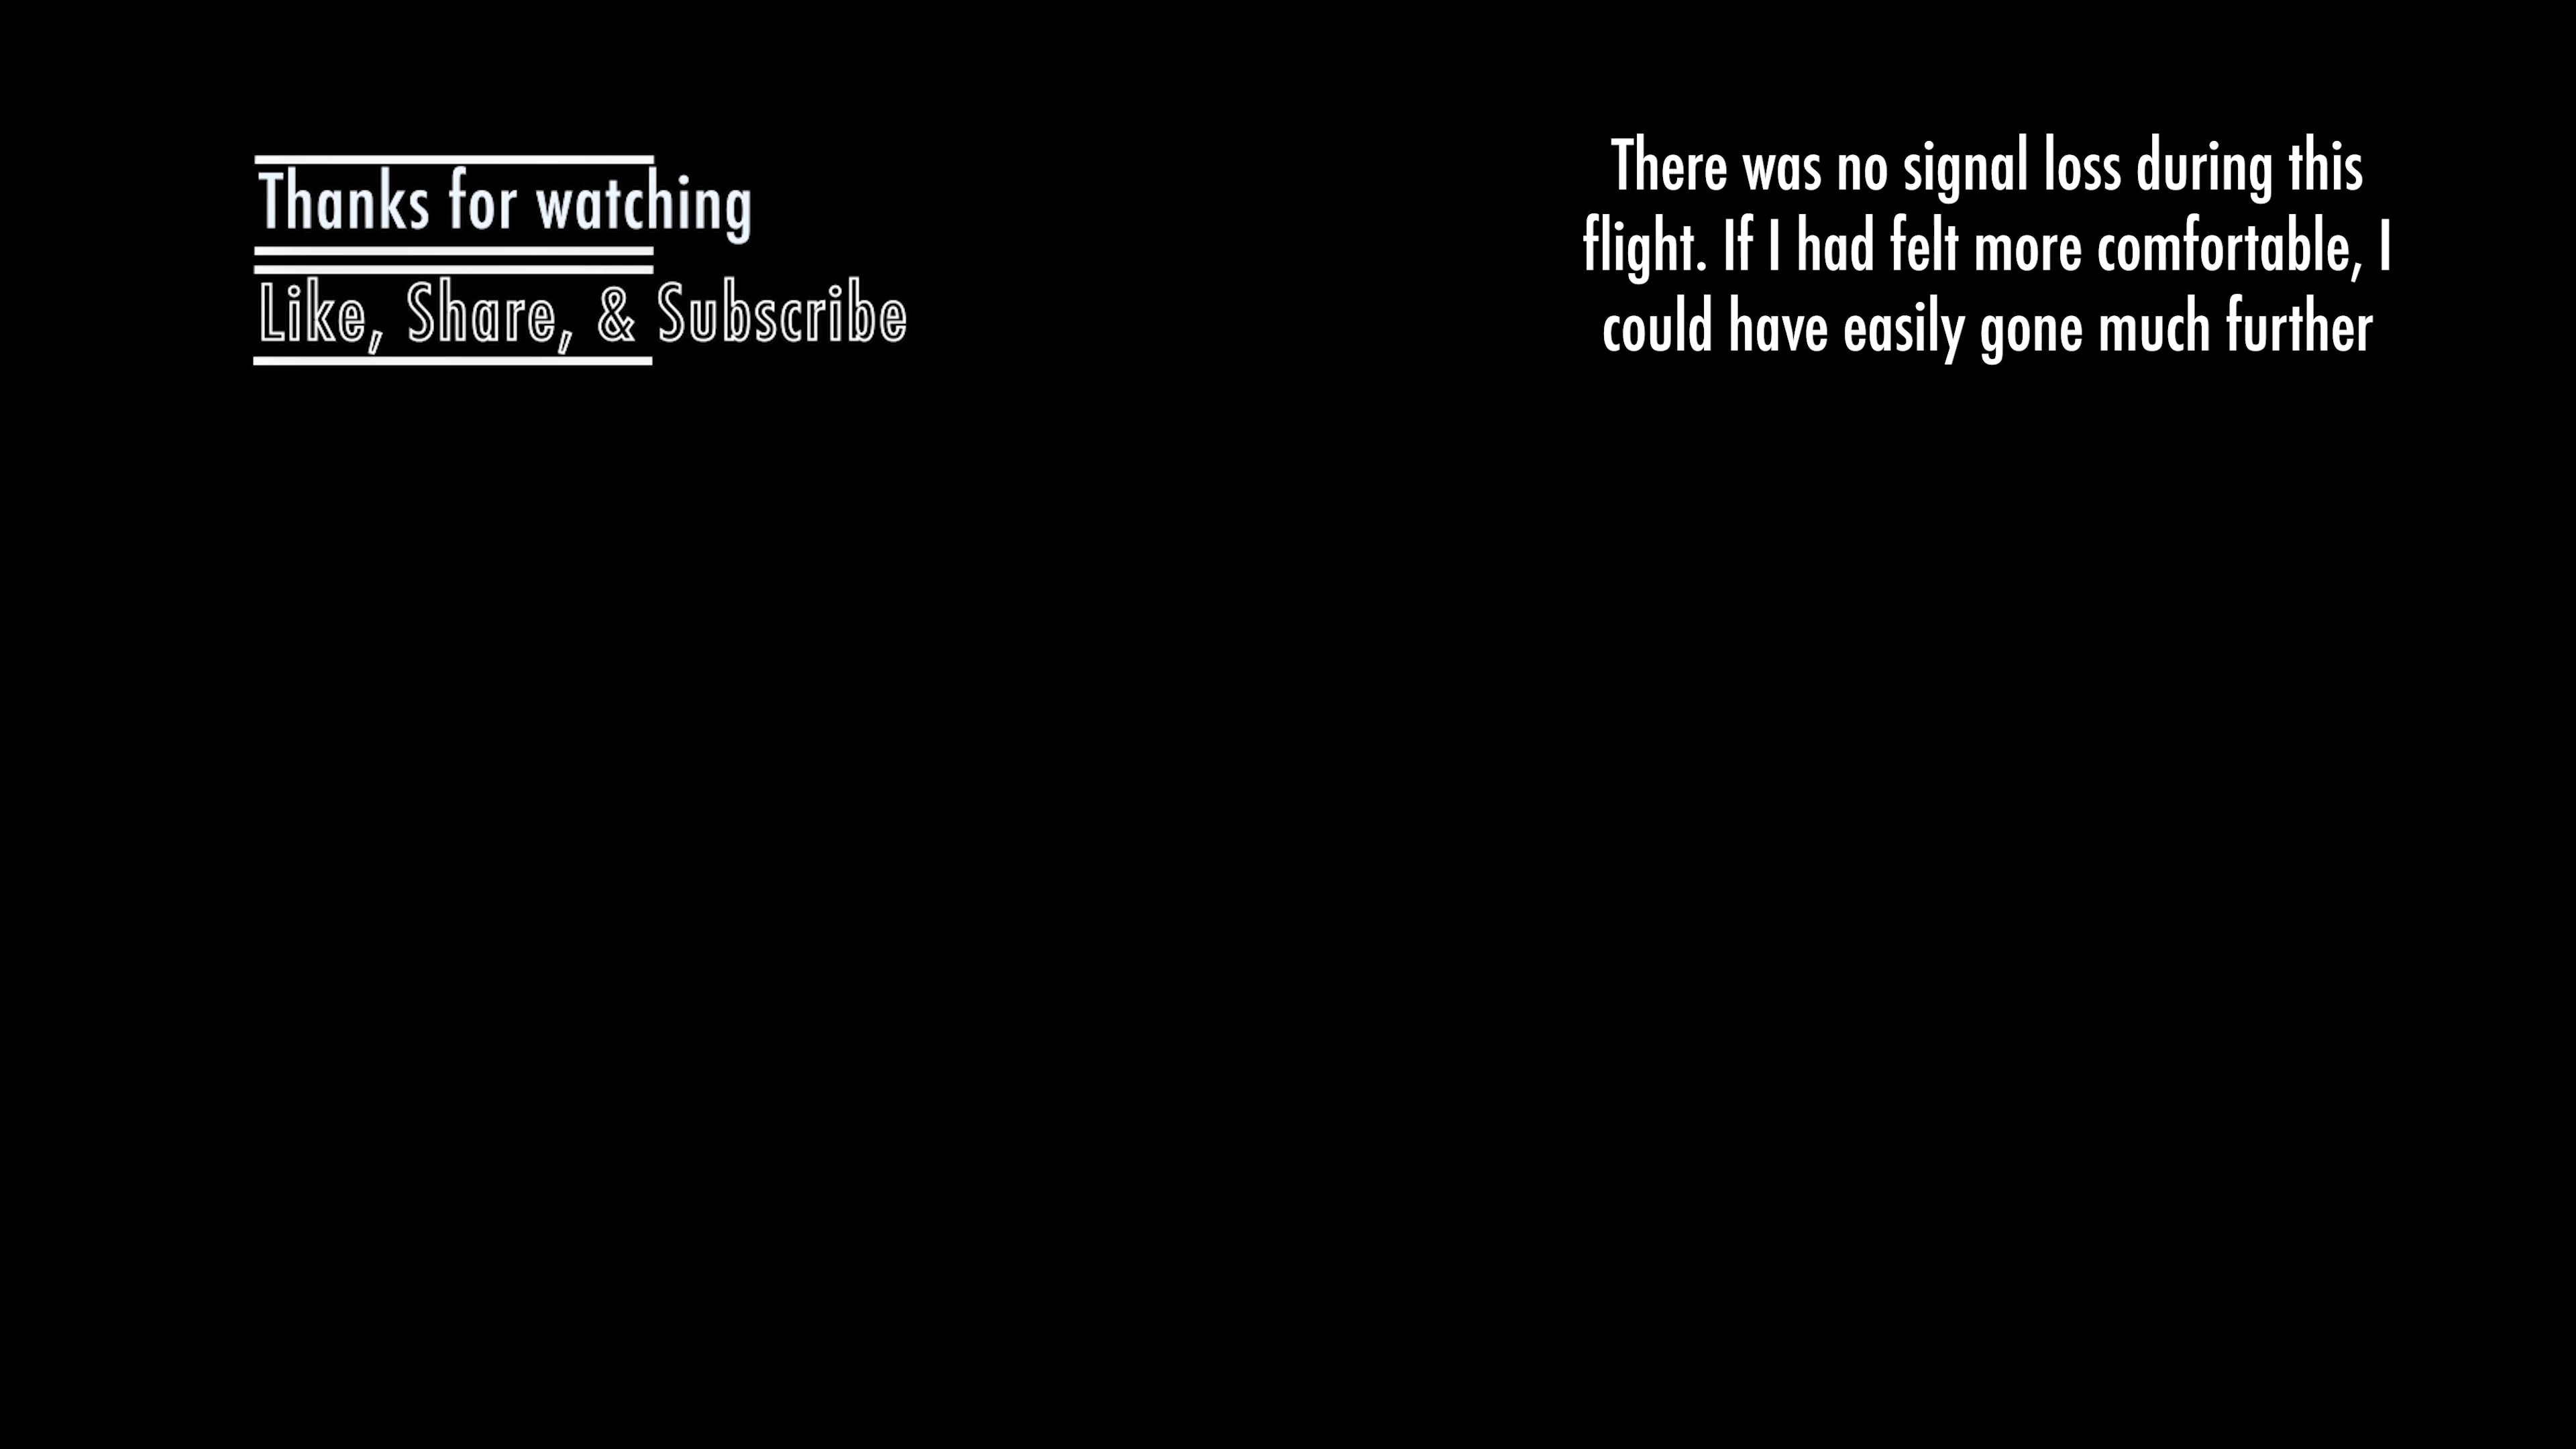 Thanks for watching
Like, Share, & Subscribe
There was no signal loss during this
flight. If I had felt more comfortable, I
could have easily gone much further